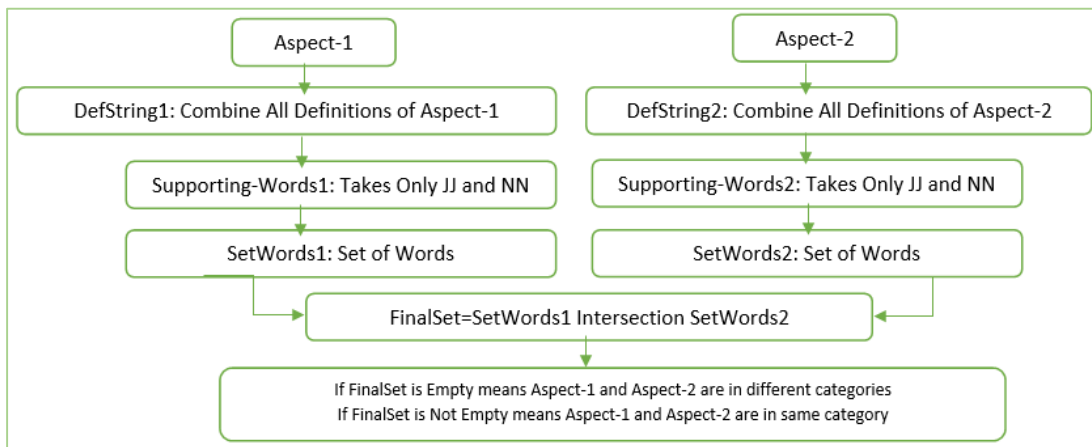 Aspect-1
Aspect-2
DefString1: Combine All Definitions of Aspect-1
DefString2: Combine All Definitions of Aspect-2
Supporting-Words1: Takes Only JJ and NN
Supporting-Words2: Takes Only JJ and NN
SetWords1: Set of Words
SetWords2: Set of Words
FinalSet=SetWords1 Intersection SetWords2
If FinalSet is Empty means Aspect-1 and Aspect-2 are in different categories
If FinalSet is Not Empty means Aspect-1 and Aspect-2 are in same category